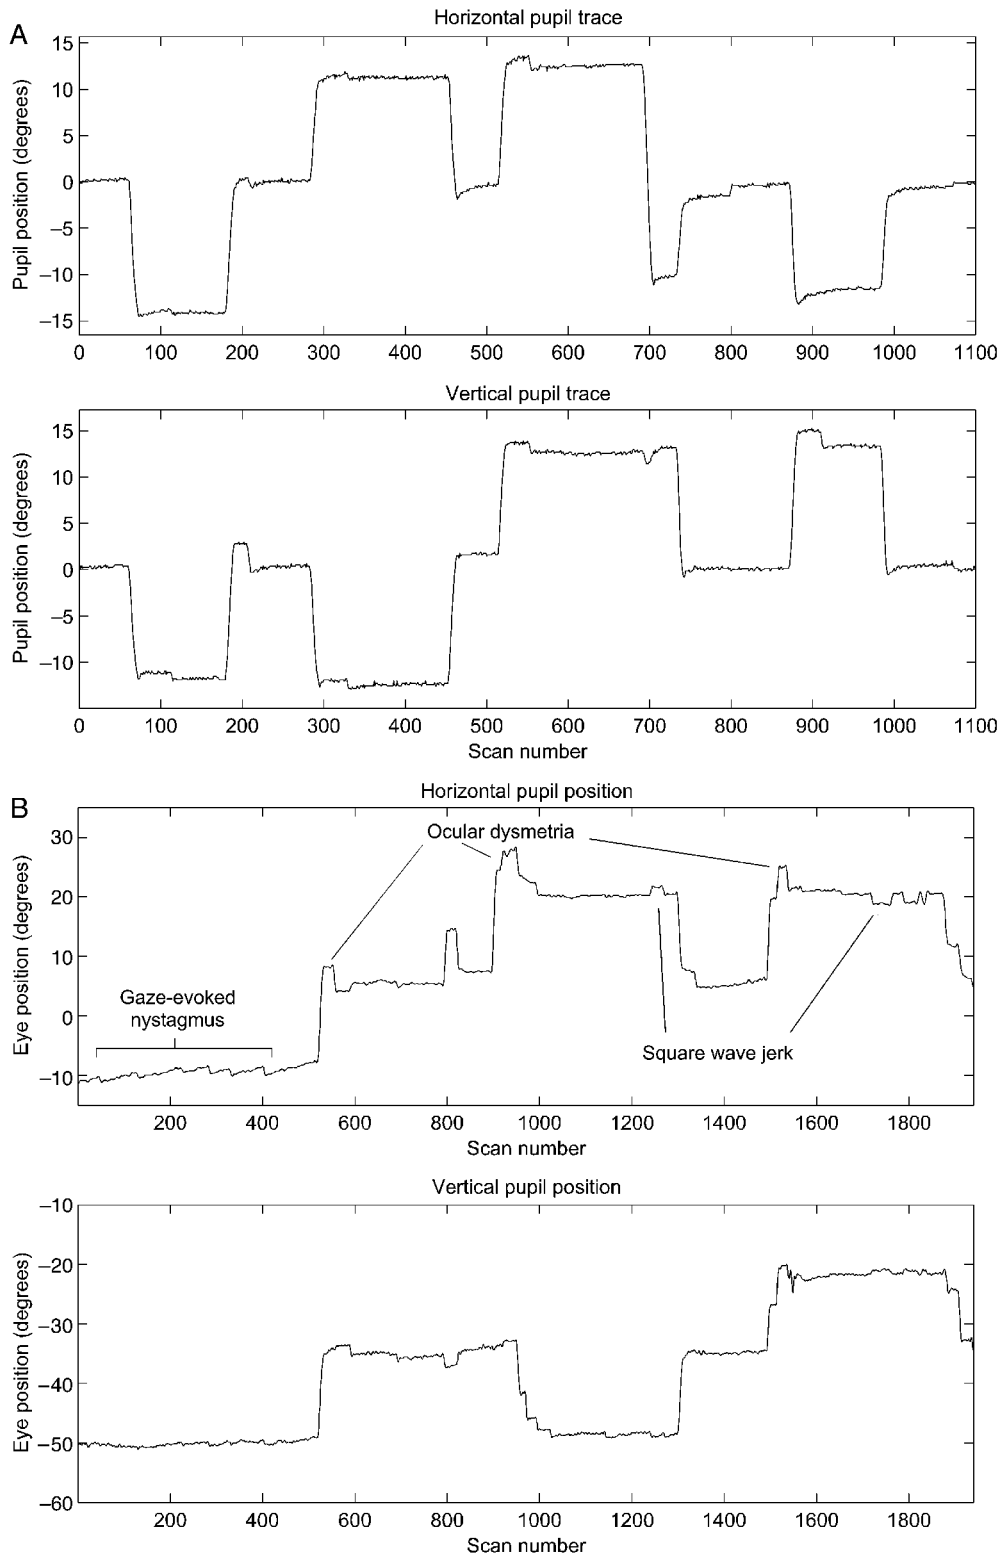 A
Horizontal pupil trace
Pupil position (degrees)
15
10
5
0
–5
–10
–15
0 100 200 300 400 500 600 700 800 900 1000 1100
Vertical pupil trace
Pupil position (degrees)
15
10
5
0
–5
–10
0 100 200 300 400 500 600 700 800 900 1000 1100
Scan number
B
Horizontal pupil position
Eye position (degrees)
30
20
10
0
–10
Ocular dysmetria
Gaze-evoked
nystagmus
Square wave jerk
200 400 600 800 1000 1200 1400 1600 1800
Scan number
Vertical pupil position
Eye position (degrees)
–10
–20
–30
–40
–50
–60
200 400 600 800 1000 1200 1400 1600 1800
Scan number